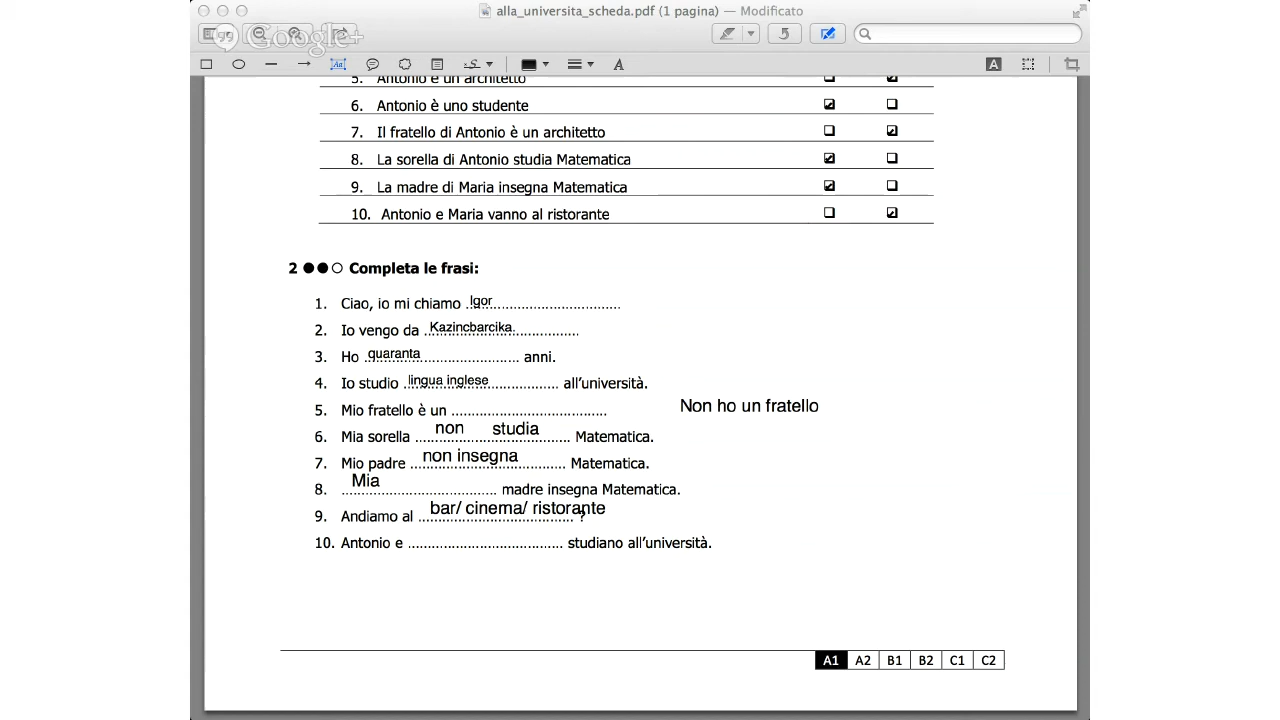 alla_universita_scheda.pdf (1 pagina) — Modificato
Google+
Aa S A A
5. Antonio è un architetto
6. Antonio è uno studente
7. Il fratello di Antonio è un architetto
8. La sorella di Antonio studia Matematica
9. La madre di Maria insegna Matematica
10. Antonio e Maria vanno al ristorante
2 ●●○ Completa le frasi:
1. Ciao, io mi chiamo Igor
2. Io vengo da Kazincbarcika.
3. Ho quaranta anni.
4. Io studio lingua inglese all'università.
5. Mio fratello è un ...................................... Non ho un fratello
6. Mia sorella non studia Matematica.
7. Mio padre non insegna Matematica.
8. Mia madre insegna Matematica.
9. Andiamo al bar/ cinema/ ristorante ?
10. Antonio e ...................................... studiano all'università.
A1 A2 B1 B2 C1 C2